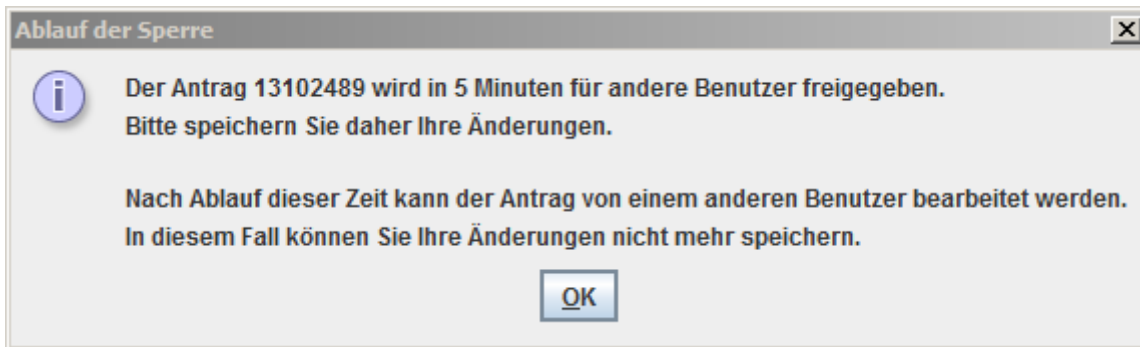 Ablauf der Sperre
Der Antrag 13102489 wird in 5 Minuten für andere Benutzer freigegeben.
Bitte speichern Sie daher Ihre Änderungen.
Nach Ablauf dieser Zeit kann der Antrag von einem anderen Benutzer bearbeitet werden.
In diesem Fall können Sie Ihre Änderungen nicht mehr speichern.
OK